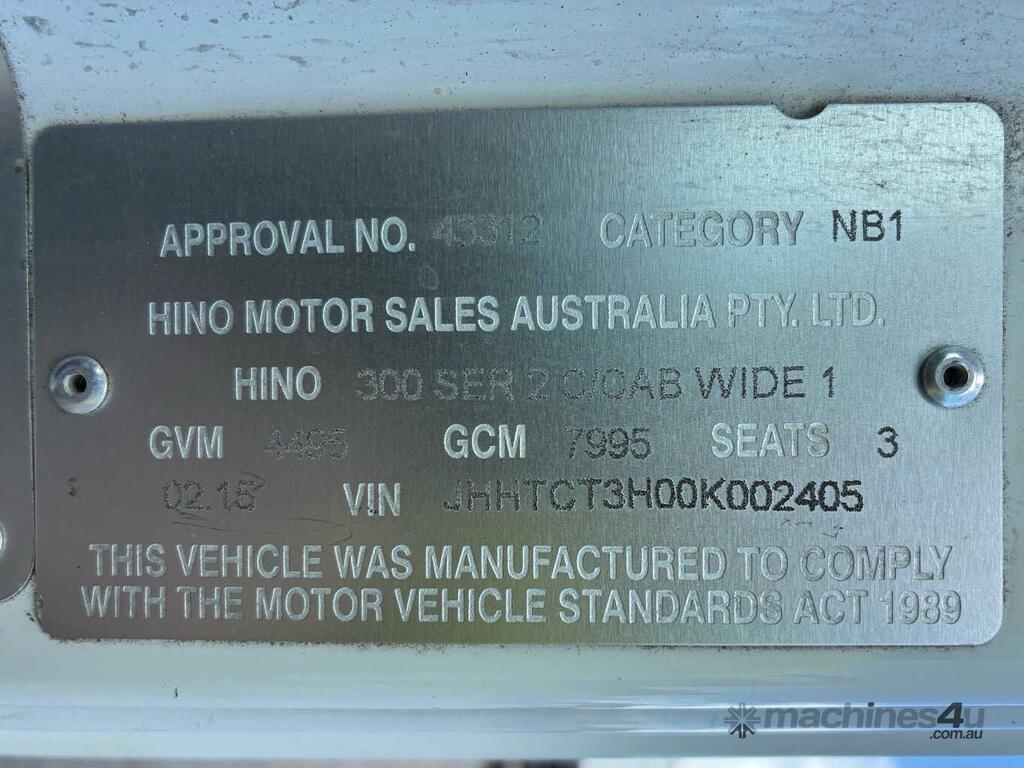 APPROVAL NO. 43312 CATEGORY NB1
HINO MOTOR SALES AUSTRALIA PTY. LTD.
HINO 300 SER 2 C/CAB WIDE 1
GVM 4495 GCM 7995 SEATS 3
02.15 VIN JHHTCT3H00K002405
THIS VEHICLE WAS MANUFACTURED TO COMPLY
WITH THE MOTOR VEHICLE STANDARDS ACT 1989
machines4u
.com.au